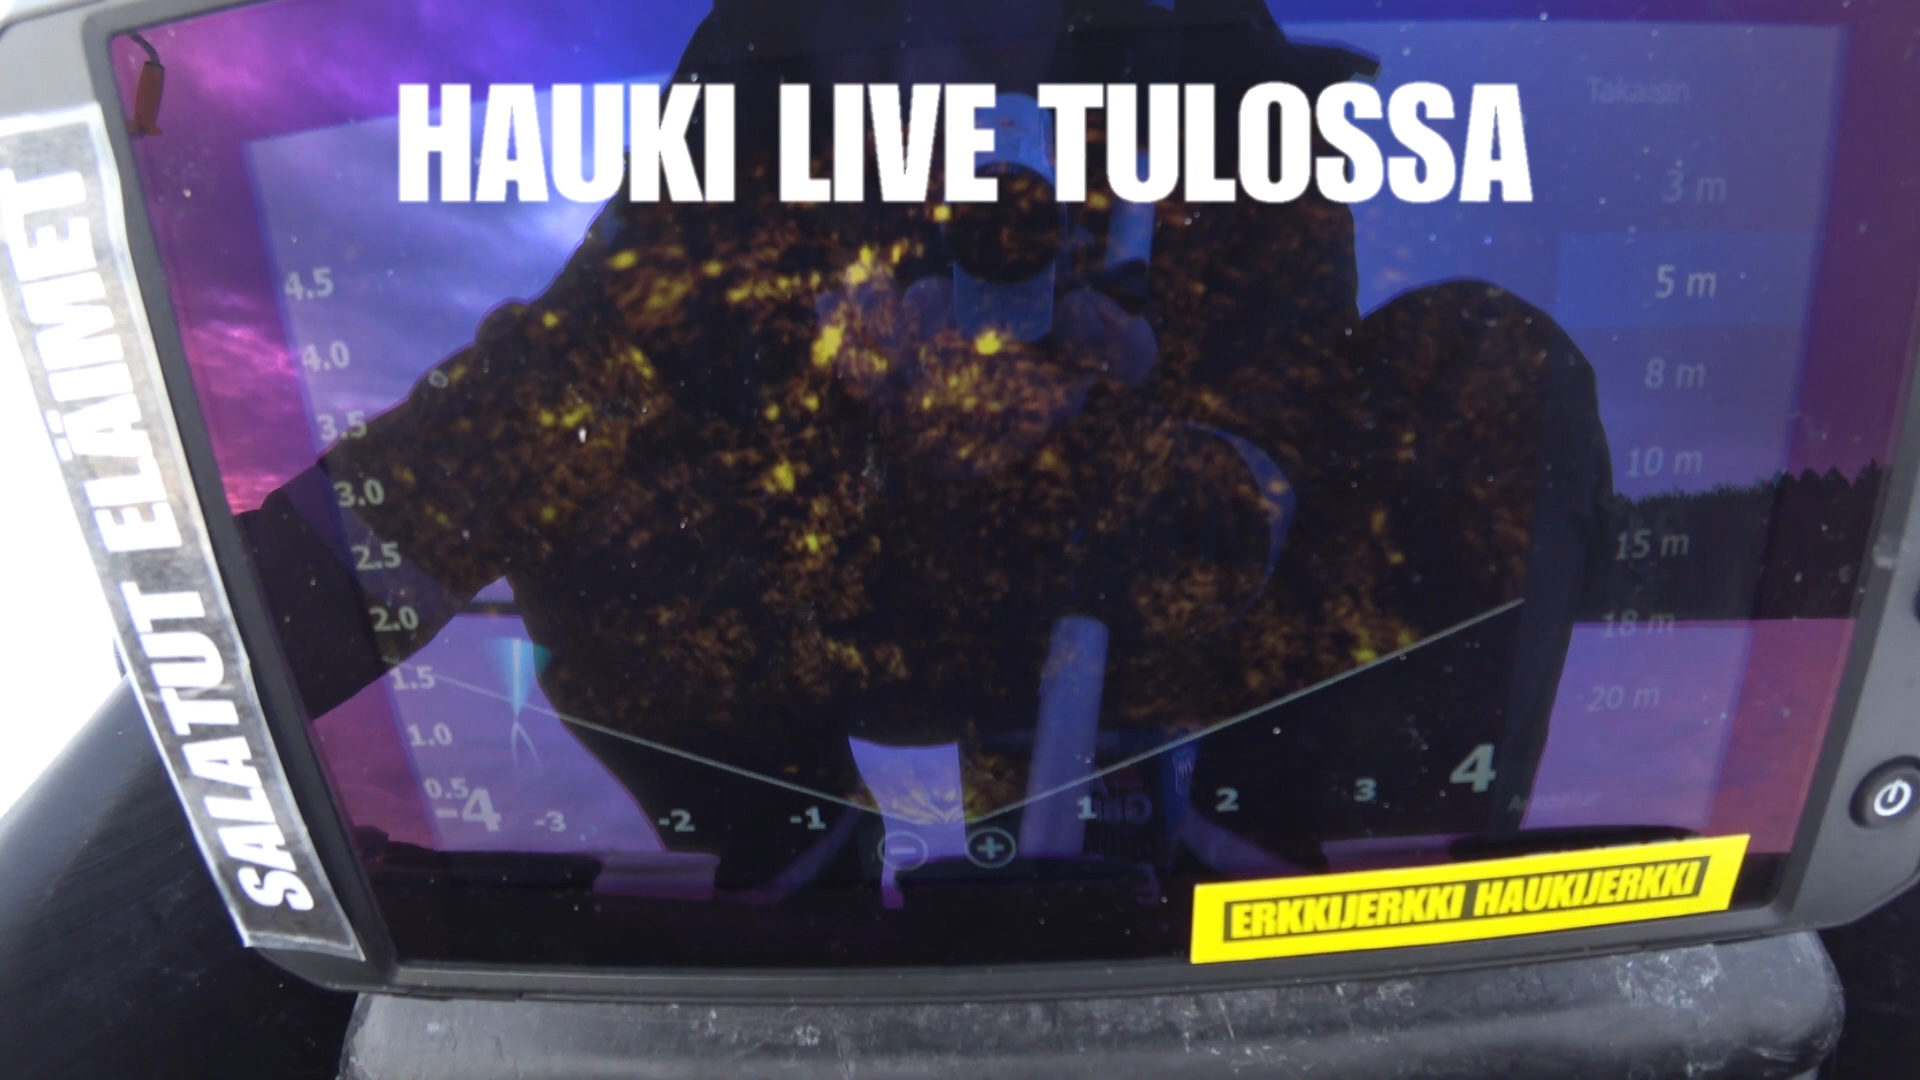 HAUKI LIVE TULOSSA
SALATUT ELÄIMET
Takaisin
3 m
5 m
8 m
10 m
15 m
18 m
20 m
4.5
4.0
3.5
3.0
2.5
2.0
1.5
1.0
0.5
-4 -3 -2 -1 1 2 3 4
ERKKIJERKKI HAUKIJERKKI